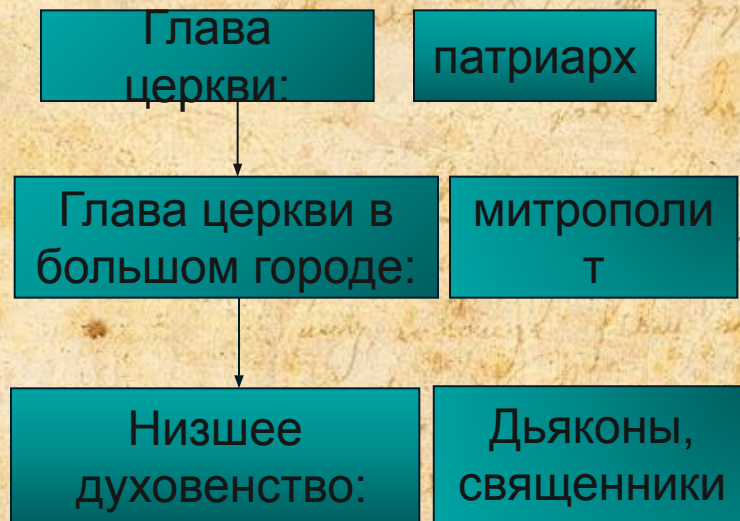 Глава
церкви:
патриарх
Глава церкви в
большом городе:
митрополи
т
Низшее
духовенство:
Дьяконы,
священники